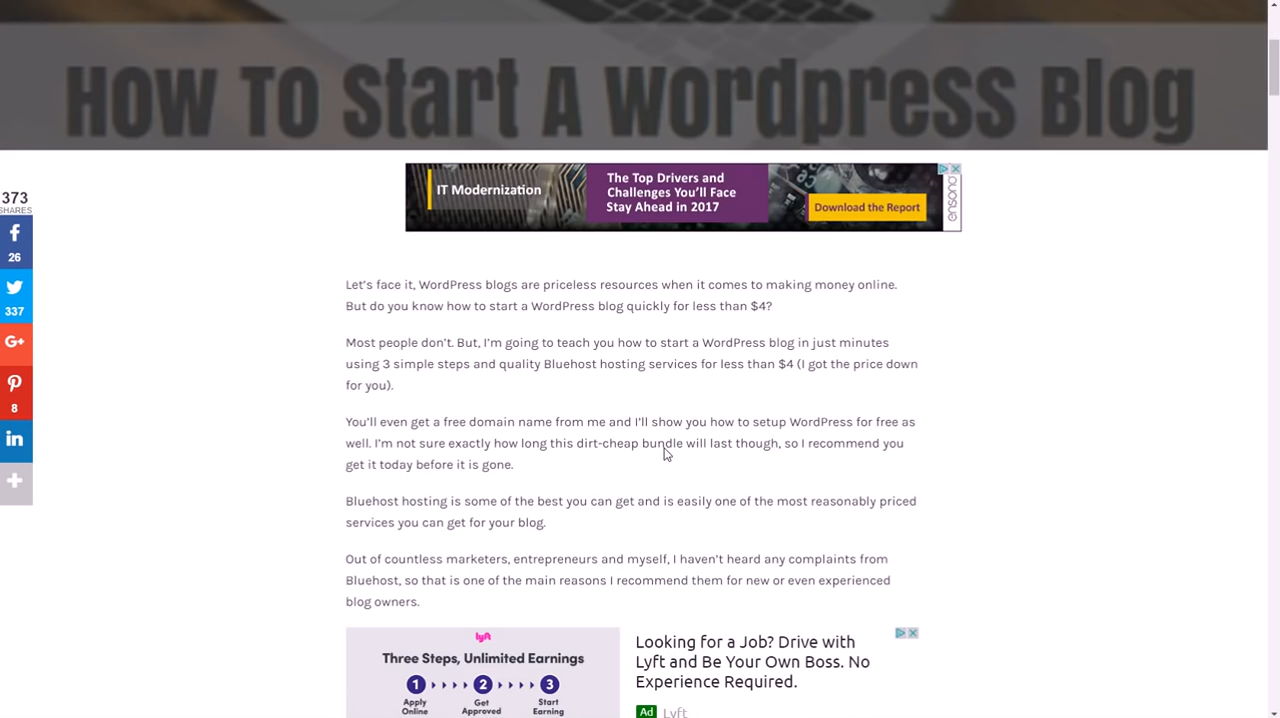 How To Start A Wordpress Blog
IT Modernization
The Top Drivers and
Challenges You'll Face
Stay Ahead in 2017
Download the Report
ensono
373
SHARES
26
337
G+
8
in
Let's face it, WordPress blogs are priceless resources when it comes to making money online.
But do you know how to start a WordPress blog quickly for less than $4?
Most people don't. But, I'm going to teach you how to start a WordPress blog in just minutes
using 3 simple steps and quality Bluehost hosting services for less than $4 (I got the price down
for you).
You'll even get a free domain name from me and I'll show you how to setup WordPress for free as
well. I'm not sure exactly how long this dirt-cheap bundle will last though, so I recommend you
get it today before it is gone.
Bluehost hosting is some of the best you can get and is easily one of the most reasonably priced
services you can get for your blog.
Out of countless marketers, entrepreneurs and myself, I haven't heard any complaints from
Bluehost, so that is one of the main reasons I recommend them for new or even experienced
blog owners.
lyft
Three Steps, Unlimited Earnings
1 2 3
Apply Get Start
Online Approved Earning
Looking for a Job? Drive with
Lyft and Be Your Own Boss. No
Experience Required.
Ad Lyft